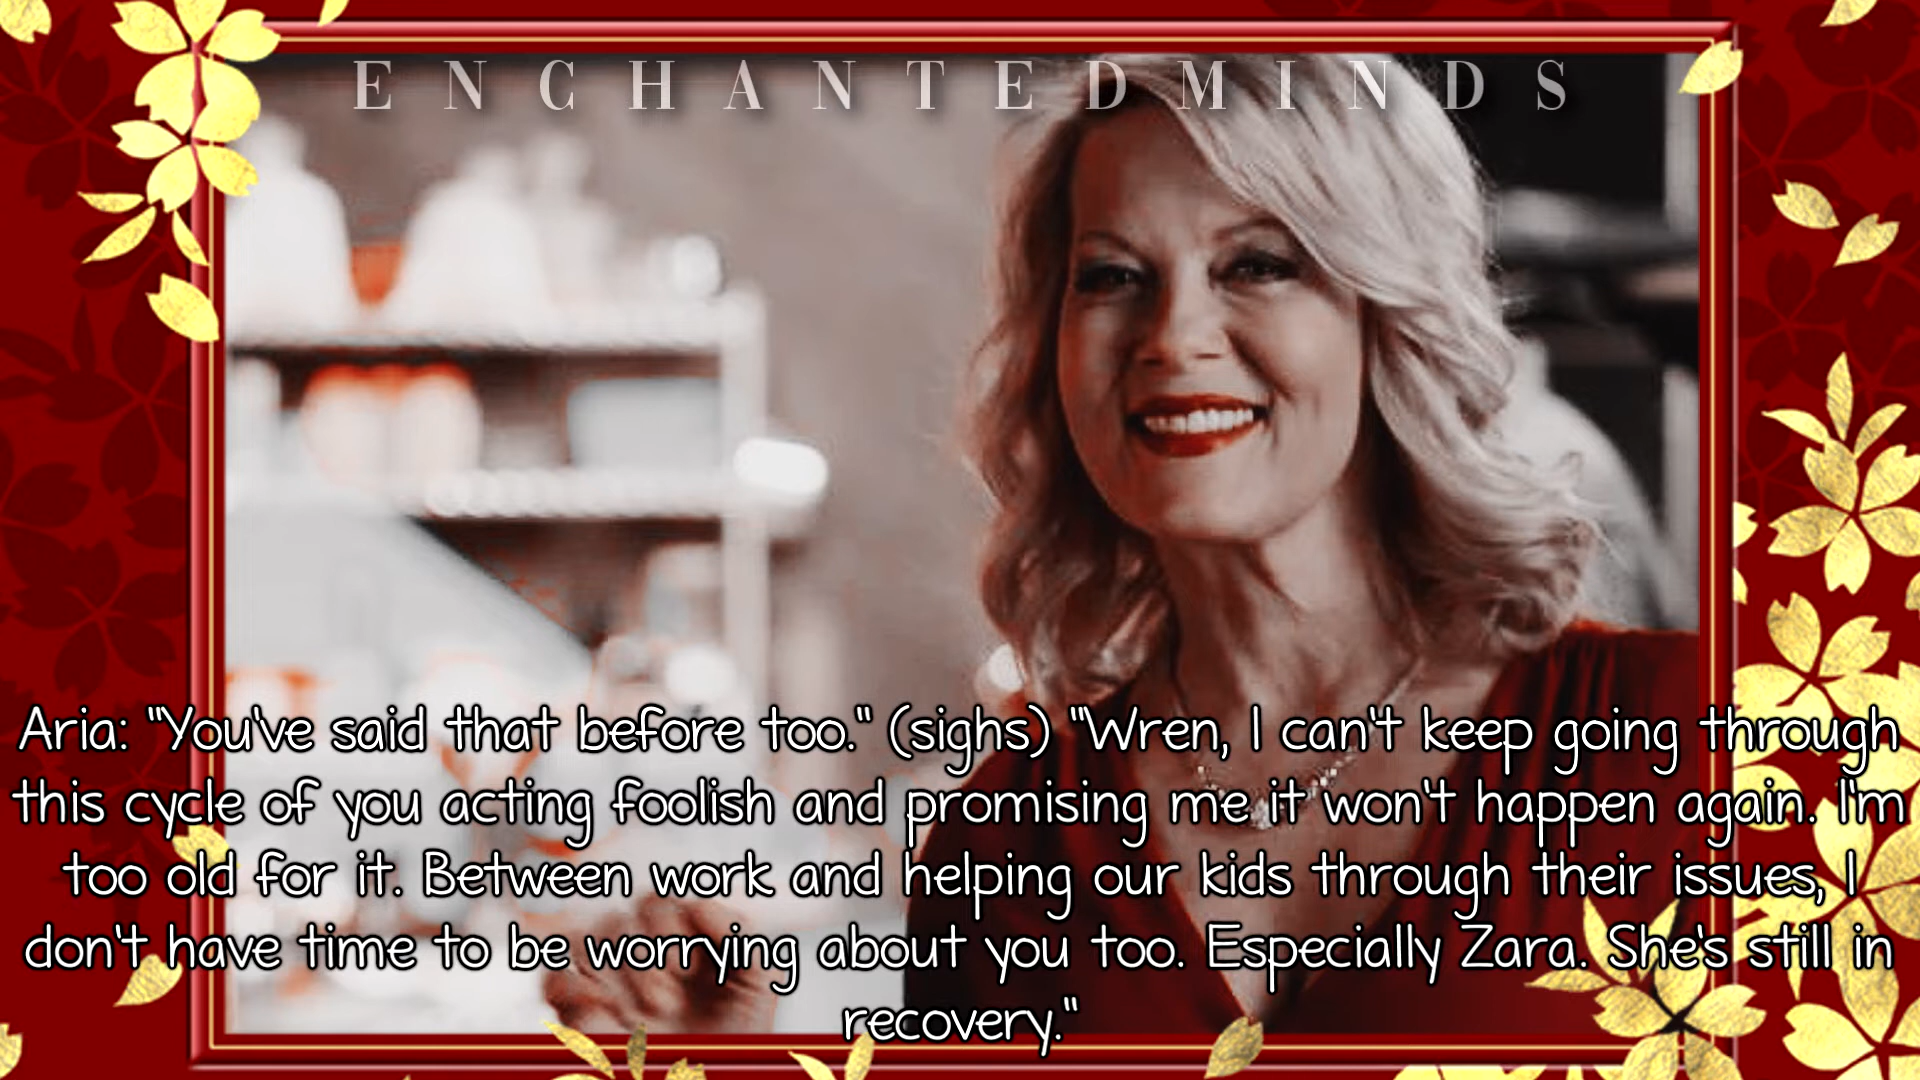 ENCHANTEDMINDS
Aria: "You've said that before too." (sighs) "Wren, I can't keep going through
this cycle of you acting foolish and promising me it won't happen again. I'm
too old for it. Between work and helping our kids through their issues, I
don't have time to be worrying about you too. Especially Zara. She's still in
recovery."